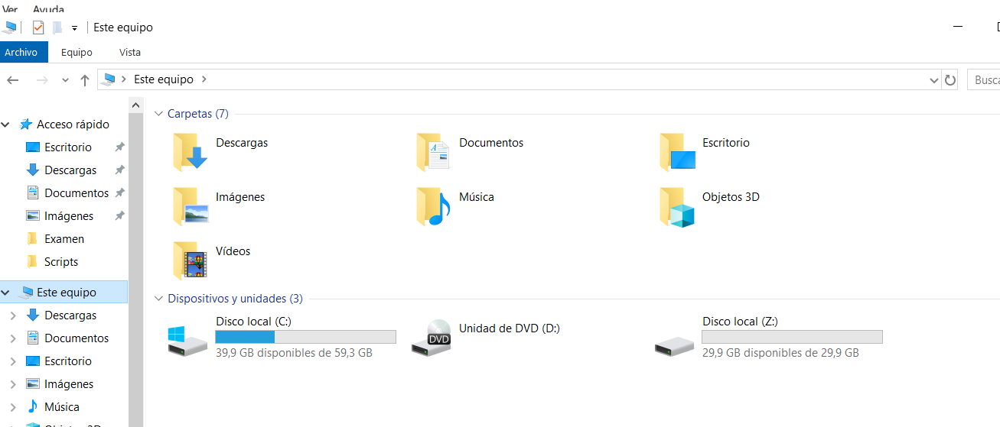 Ver Ayuda
Este equipo
Archivo Equipo Vista
Este equipo
Busca
Acceso rápido
Escritorio
Descargas
Documentos
Imágenes
Examen
Scripts
Este equipo
Descargas
Documentos
Escritorio
Imágenes
Música
Objetos 3D
Carpetas (7)
Descargas
Documentos
Escritorio
Imágenes
Música
Objetos 3D
Vídeos
Dispositivos y unidades (3)
Disco local (C:)
39,9 GB disponibles de 59,3 GB
DVD
Unidad de DVD (D:)
Disco local (Z:)
29,9 GB disponibles de 29,9 GB